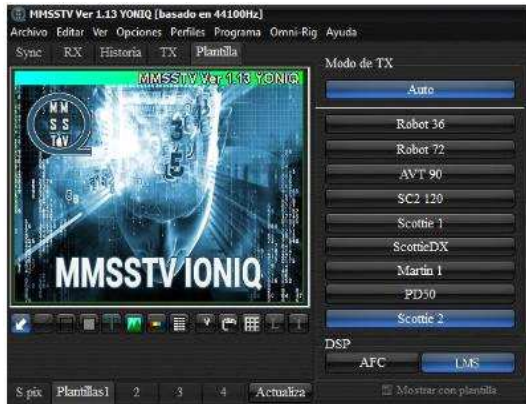 MMSSTV Ver 1.13 YONIQ [basado en 44100Hz]
Archivo Editar Ver Opciones Perfiles Programa Omni-Rig Ayuda
Sync RX Historia TX Plantilla
Modo de TX
MMSSTV Ver 1.13 YONIQ
Auto
M M
S S
T V
3
5
Robot 36
Robot 72
AVT 90
SC2 120
Scottie 1
ScottieDX
Martin 1
MMSSTV IONIQ
PD50
Scottie 2
DSP
AFC LMS
S.pix Plantillas1 2 3 4 Actualiza
Mostrar con plantilla